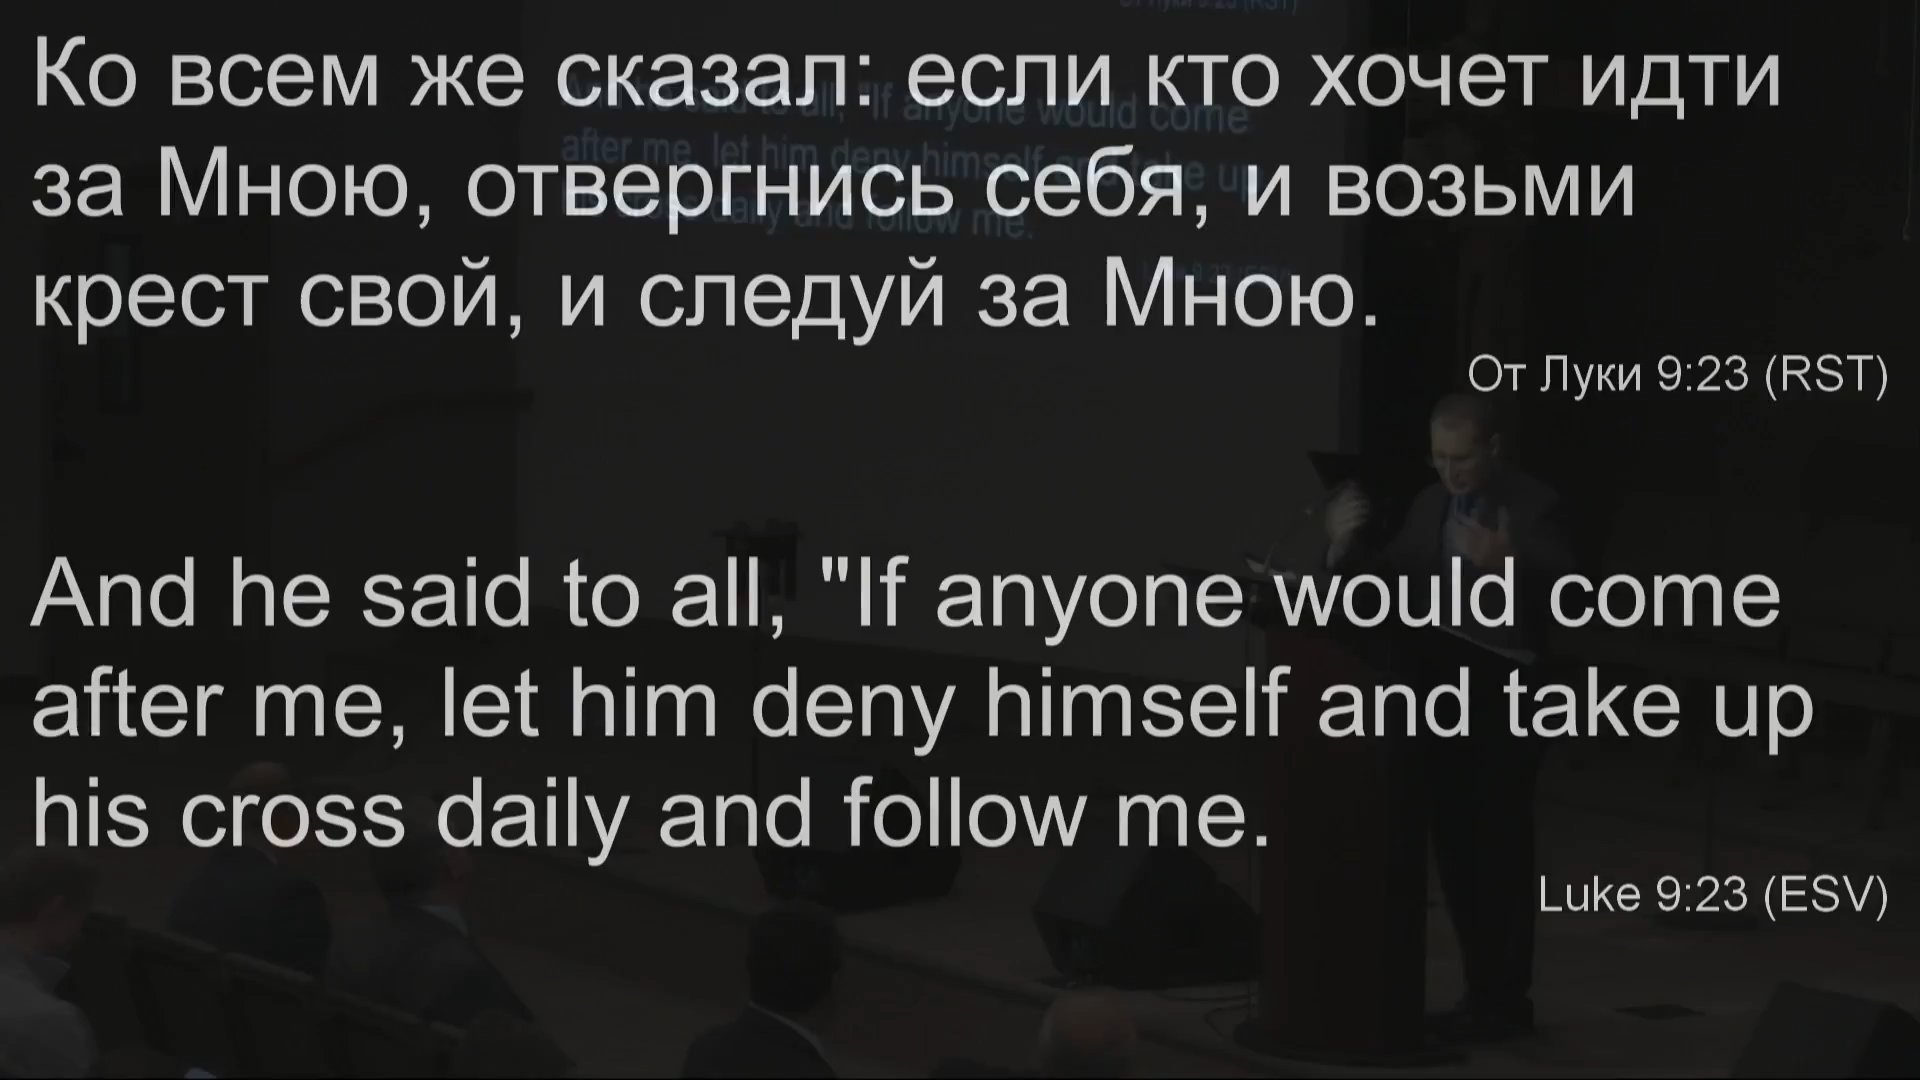 Ко всем же сказал: если кто хочет идти
за Мною, отвергнись себя, и возьми
крест свой, и следуй за Мною.
От Луки 9:23 (RST)
And he said to all, "If anyone would come
after me, let him deny himself and take up
his cross daily and follow me.
Luke 9:23 (ESV)